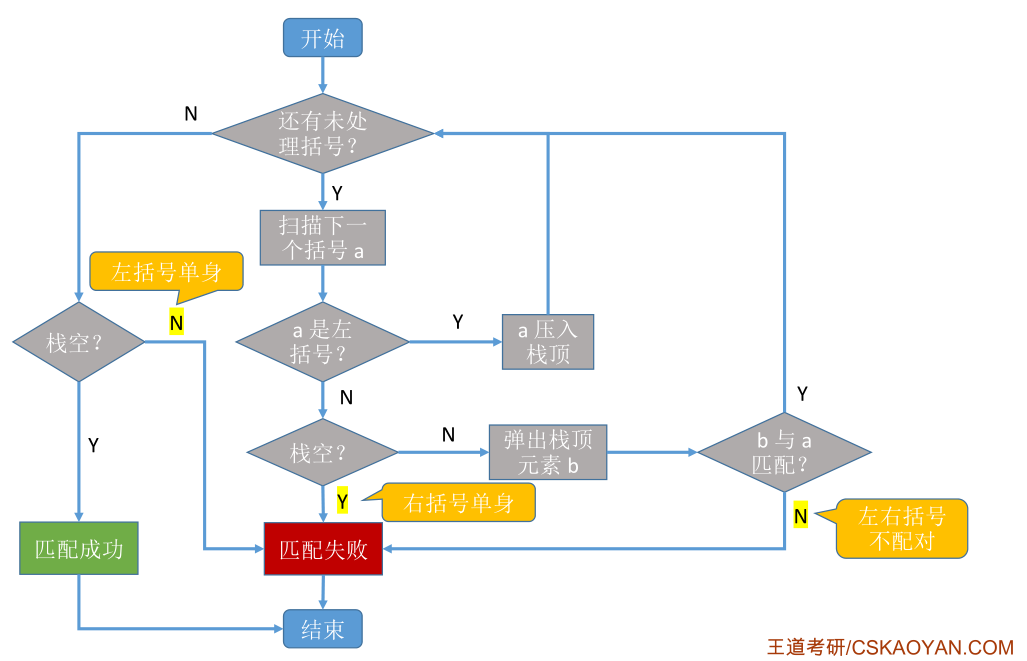 开始
N
还有未处
理括号？
Y
扫描下一
个括号 a
左括号单身
N
栈空？
a 是左
括号？
Y
a 压入
栈顶
N
Y
Y
栈空？
N
弹出栈顶
元素 b
b 与 a
匹配？
Y
右括号单身
N
左右括号
不配对
匹配成功
匹配失败
结束
王道考研/CSKAOYAN.COM